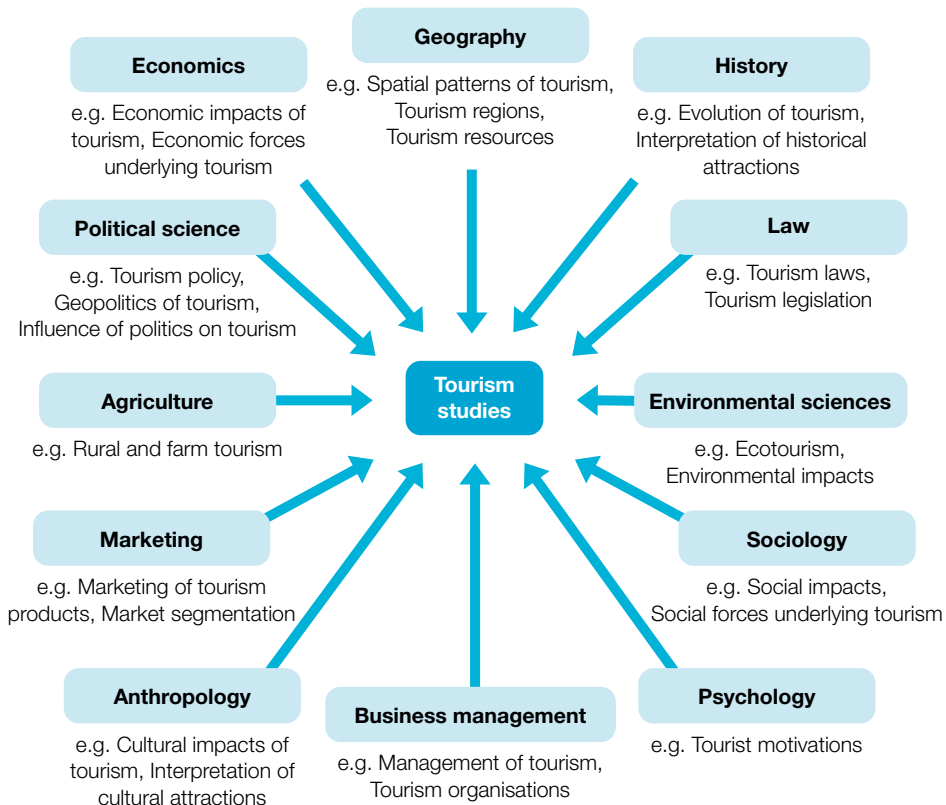 Geography
e.g. Spatial patterns of tourism,
Tourism regions,
Tourism resources
Economics
e.g. Economic impacts of
tourism, Economic forces
underlying tourism
History
e.g. Evolution of tourism,
Interpretation of historical
attractions
Political science
e.g. Tourism policy,
Geopolitics of tourism,
Influence of politics on tourism
Law
e.g. Tourism laws,
Tourism legislation
Tourism
studies
Agriculture
e.g. Rural and farm tourism
Environmental sciences
e.g. Ecotourism,
Environmental impacts
Marketing
e.g. Marketing of tourism
products, Market segmentation
Sociology
e.g. Social impacts,
Social forces underlying tourism
Anthropology
e.g. Cultural impacts of
tourism, Interpretation of
cultural attractions
Business management
e.g. Management of tourism,
Tourism organisations
Psychology
e.g. Tourist motivations